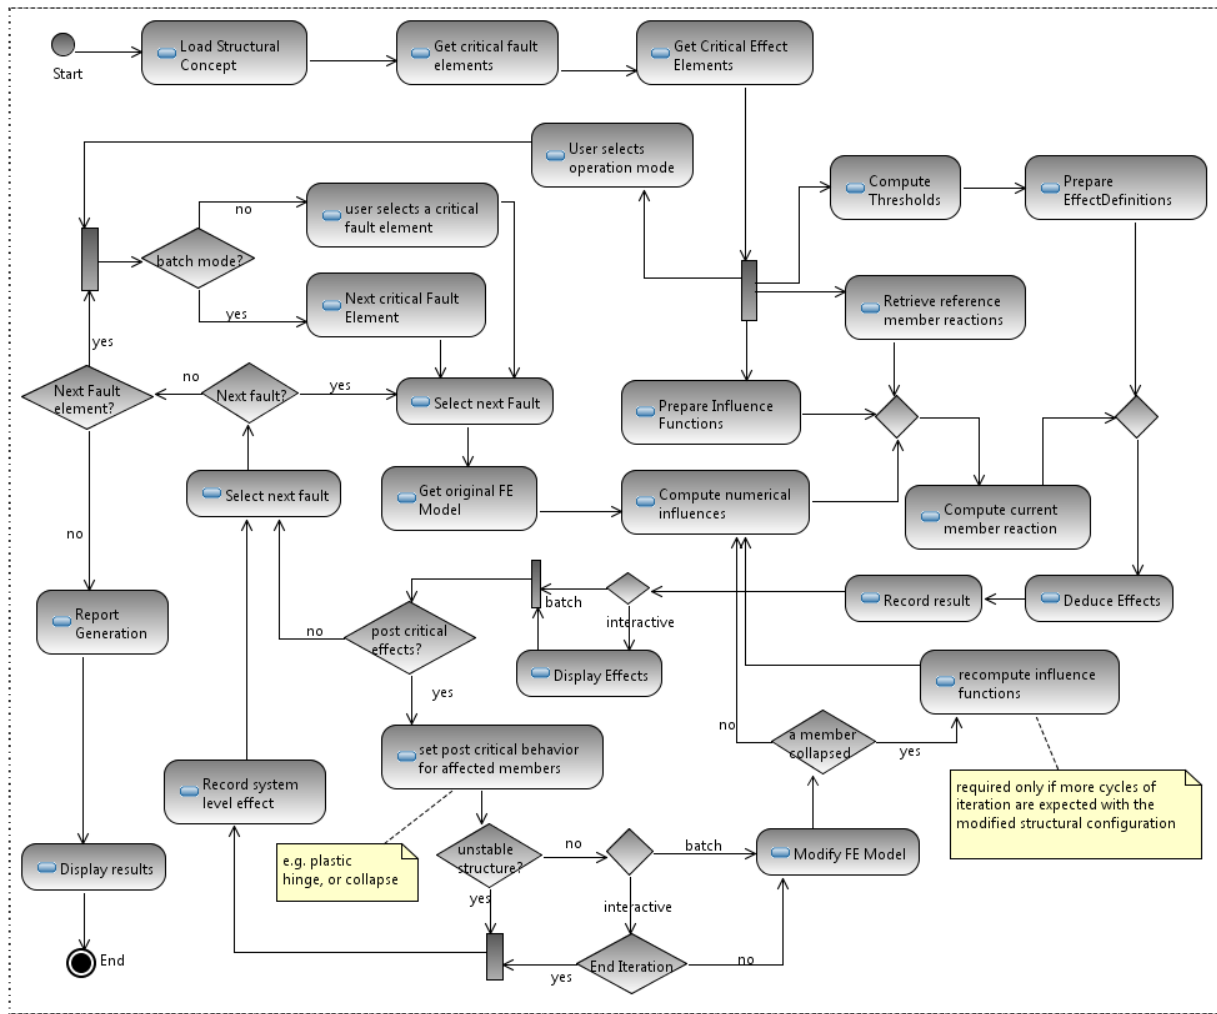 Start
Load Structural
Concept
Get critical fault
elements
Get Critical Effect
Elements
User selects
operation mode
Compute
Thresholds
Prepare
EffectDefinitions
no
user selects a critical
fault element
batch mode?
yes
Next critical Fault
Element
Retrieve reference
member reactions
yes
Next Fault
element?
no
Next fault?
yes
Select next Fault
Prepare Influence
Functions
Select next fault
Get original FE
Model
Compute numerical
influences
Compute current
member reaction
no
Report
Generation
no
post critical
effects?
batch
interactive
Display Effects
Record result
Deduce Effects
yes
recompute influence
functions
no
a member
collapsed
yes
set post critical behavior
for affected members
Record system
level effect
required only if more cycles of
iteration are expected with the
modified structural configuration
Display results
e.g. plastic
hinge, or collapse
unstable
structure?
no
batch
Modify FE Model
yes
interactive
End
yes
End Iteration
no